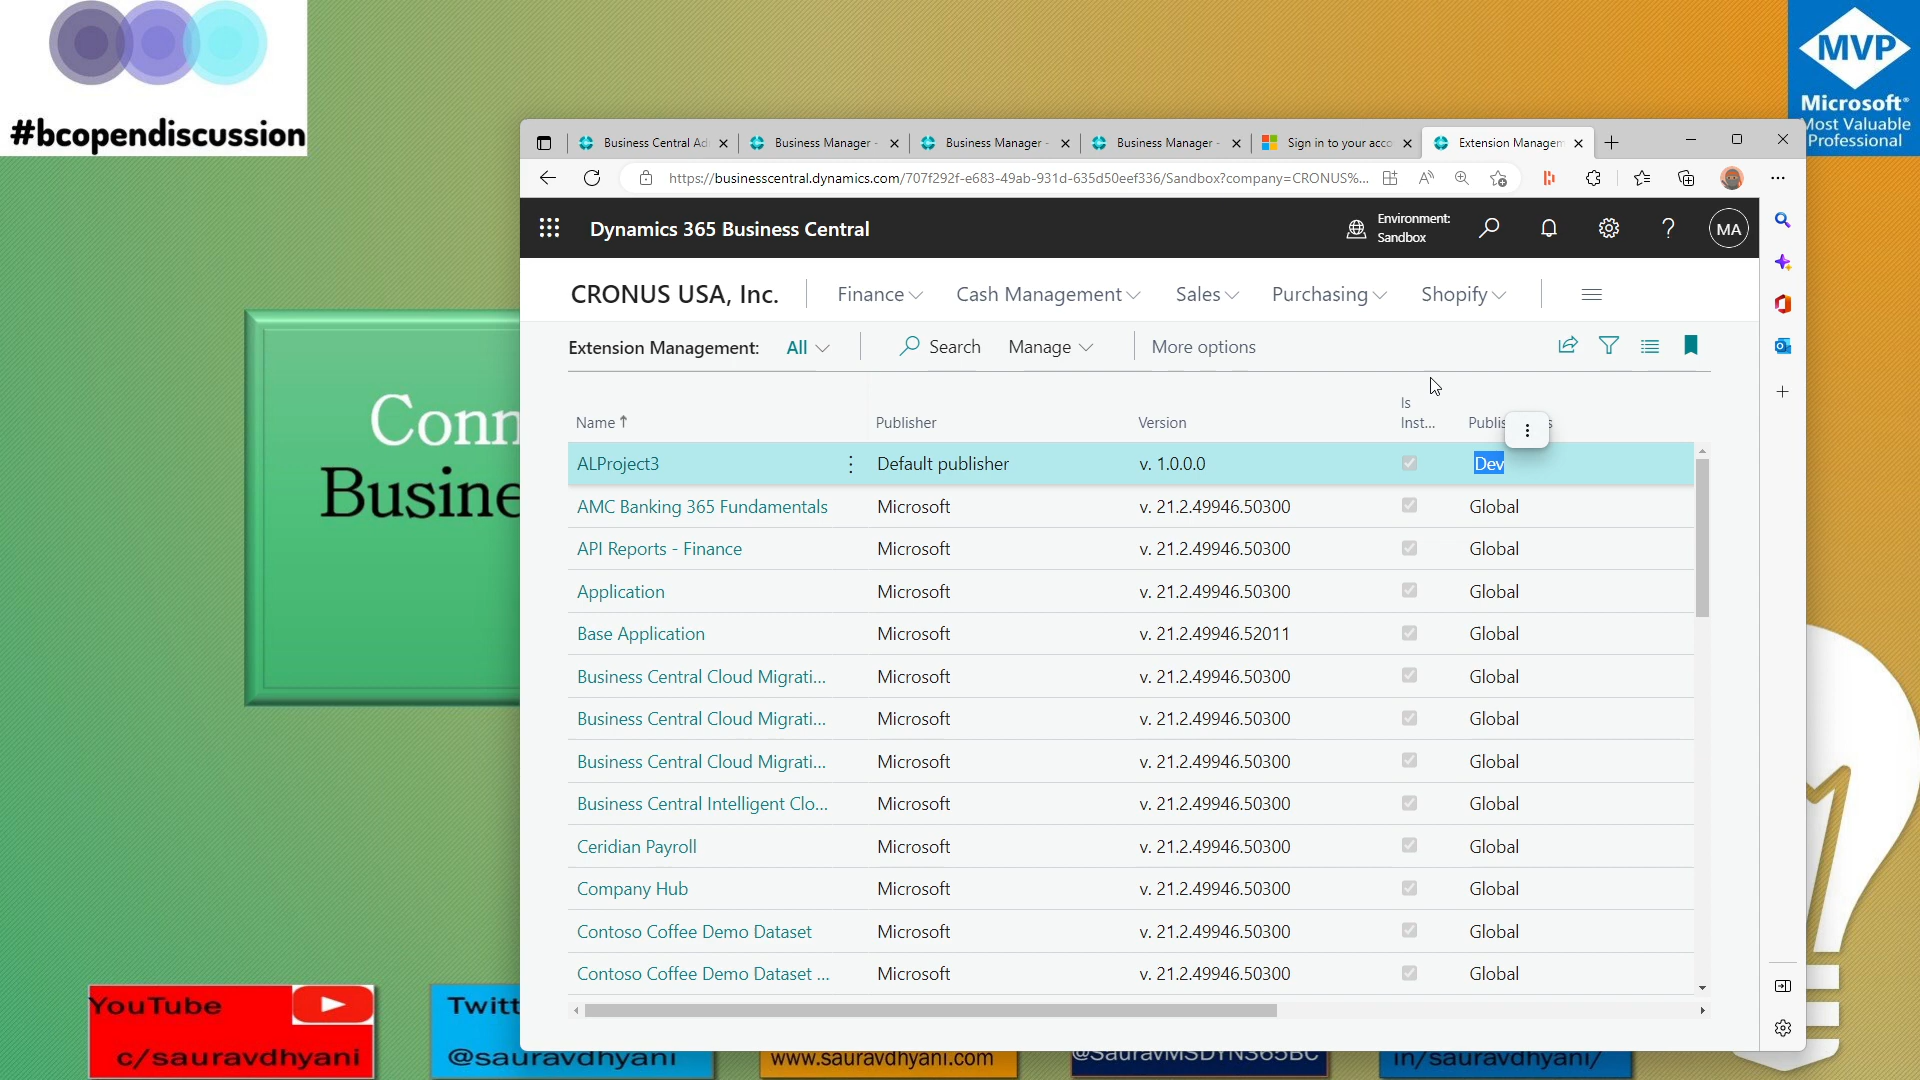 #bcopendiscussion
MVP
Microsoft®
Most Valuable
Professional
Business Central Ad
Business Manager -
Business Manager -
Business Manager -
Sign in to your acco
Extension Managem
https://businesscentral.dynamics.com/707f292f-e683-49ab-931d-635d50eef336/Sandbox?company=CRONUS%...
Dynamics 365 Business Central
Environment:
Sandbox
MA
CRONUS USA, Inc.
Finance
Cash Management
Sales
Purchasing
Shopify
Extension Management:
All
Search
Manage
More options
Name ↑
Publisher
Version
Is
Inst...
Publis
ALProject3 Default publisher v. 1.0.0.0 Dev
AMC Banking 365 Fundamentals Microsoft v. 21.2.49946.50300 Global
API Reports - Finance Microsoft v. 21.2.49946.50300 Global
Application Microsoft v. 21.2.49946.50300 Global
Base Application Microsoft v. 21.2.49946.52011 Global
Business Central Cloud Migrati... Microsoft v. 21.2.49946.50300 Global
Business Central Cloud Migrati... Microsoft v. 21.2.49946.50300 Global
Business Central Cloud Migrati... Microsoft v. 21.2.49946.50300 Global
Business Central Intelligent Clo... Microsoft v. 21.2.49946.50300 Global
Ceridian Payroll Microsoft v. 21.2.49946.50300 Global
Company Hub Microsoft v. 21.2.49946.50300 Global
Contoso Coffee Demo Dataset Microsoft v. 21.2.49946.50300 Global
Contoso Coffee Demo Dataset ... Microsoft v. 21.2.49946.50300 Global
Conn
Busine
YouTube
c/sauravdhyani
Twitt
@sauravdhyani
www.sauravdhyani.com
@SauravMSDYN365BC
in/sauravdhyani/